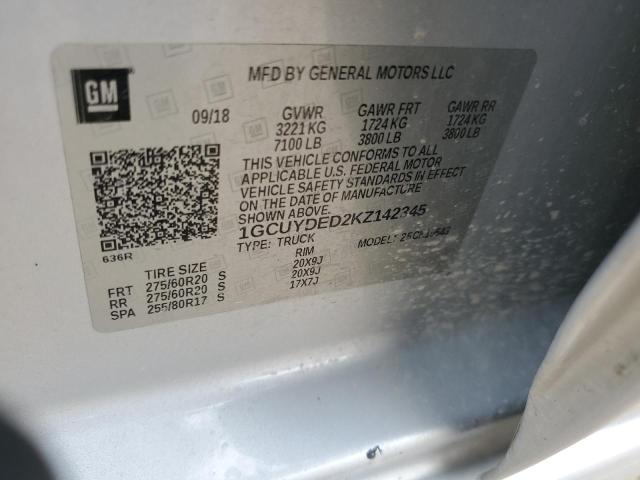 GM
MFD BY GENERAL MOTORS LLC
09/18 GVWR GAWR FRT GAWR RR
3221 KG 1724 KG 1724 KG
7100 LB 3800 LB 3800 LB
THIS VEHICLE CONFORMS TO ALL
APPLICABLE U.S. FEDERAL MOTOR
VEHICLE SAFETY STANDARDS IN EFFECT
ON THE DATE OF MANUFACTURE
SHOWN ABOVE.
1GCUYDED2KZ142345
TYPE: TRUCK MODEL:
636R
TIRE SIZE RIM
FRT 275/60R20 S 20X9J
RR 275/60R20 S 20X9J
SPA 255/80R17 S 17X7J